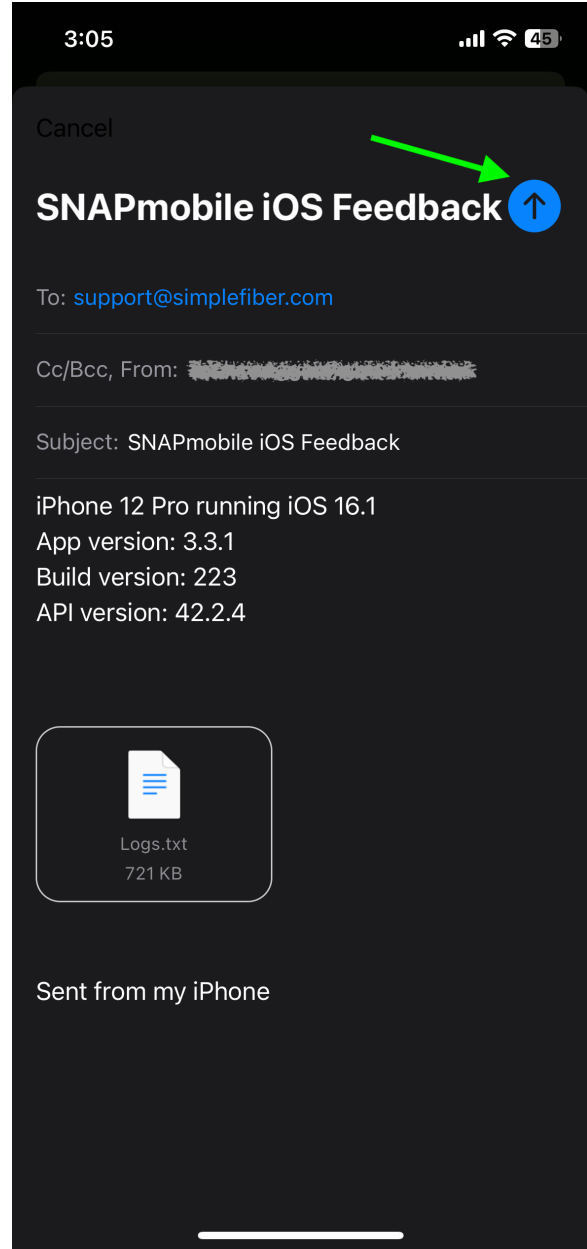 3:05
45
Cancel
SNAPmobile iOS Feedback
To: support@simplefiber.com
Cc/Bcc, From:
Subject: SNAPmobile iOS Feedback
iPhone 12 Pro running iOS 16.1
App version: 3.3.1
Build version: 223
API version: 42.2.4
Logs.txt
721 KB
Sent from my iPhone